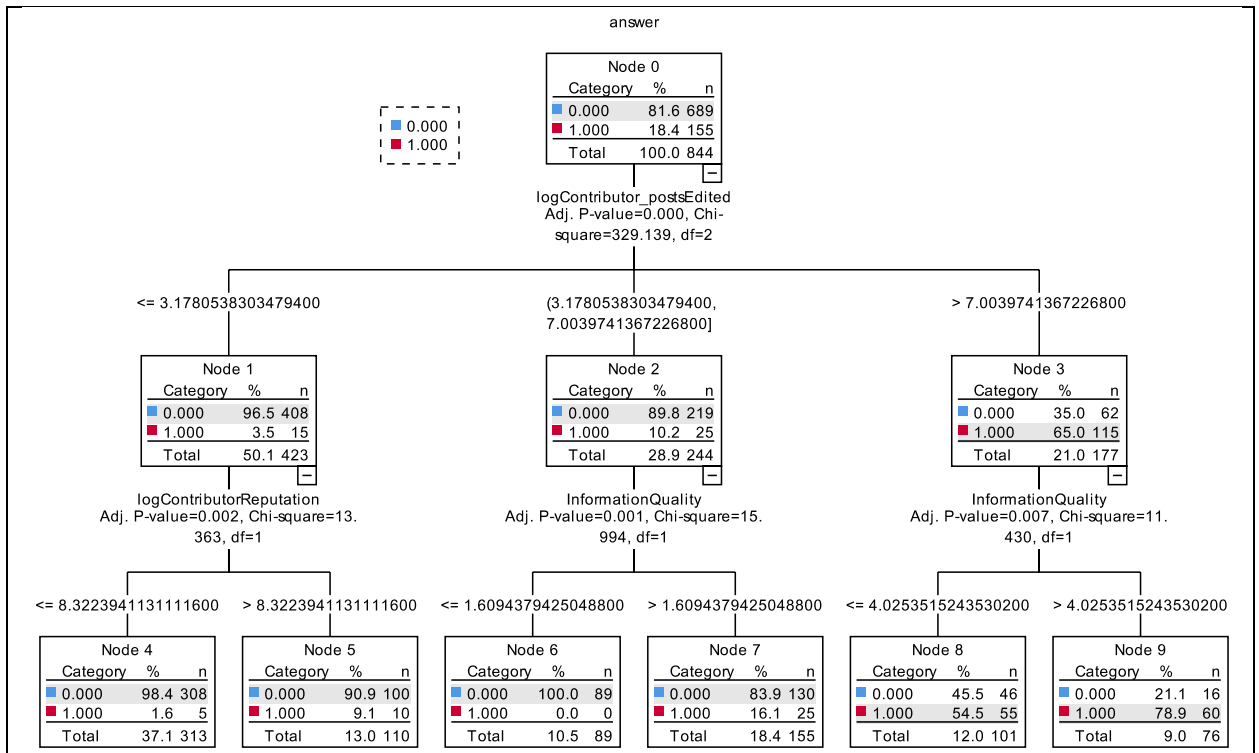 answer
0.000
1.000
Node 0
Category % n
0.000 81.6 689
1.000 18.4 155
Total 100.0 844
logContributor_postsEdited
Adj. P-value=0.000, Chi-
square=329.139, df=2
<= 3.1780538303479400
(3.1780538303479400,
7.0039741367226800]
> 7.0039741367226800
Node 1
Category % n
0.000 96.5 408
1.000 3.5 15
Total 50.1 423
Node 2
Category % n
0.000 89.8 219
1.000 10.2 25
Total 28.9 244
Node 3
Category % n
0.000 35.0 62
1.000 65.0 115
Total 21.0 177
logContributorReputation
Adj. P-value=0.002, Chi-square=13.
363, df=1
InformationQuality
Adj. P-value=0.001, Chi-square=15.
994, df=1
InformationQuality
Adj. P-value=0.007, Chi-square=11.
430, df=1
<= 8.3223941131111600
> 8.3223941131111600
<= 1.6094379425048800
> 1.6094379425048800
<= 4.0253515243530200
> 4.0253515243530200
Node 4
Category % n
0.000 98.4 308
1.000 1.6 5
Total 37.1 313
Node 5
Category % n
0.000 90.9 100
1.000 9.1 10
Total 13.0 110
Node 6
Category % n
0.000 100.0 89
1.000 0.0 0
Total 10.5 89
Node 7
Category % n
0.000 83.9 130
1.000 16.1 25
Total 18.4 155
Node 8
Category % n
0.000 45.5 46
1.000 54.5 55
Total 12.0 101
Node 9
Category % n
0.000 21.1 16
1.000 78.9 60
Total 9.0 76